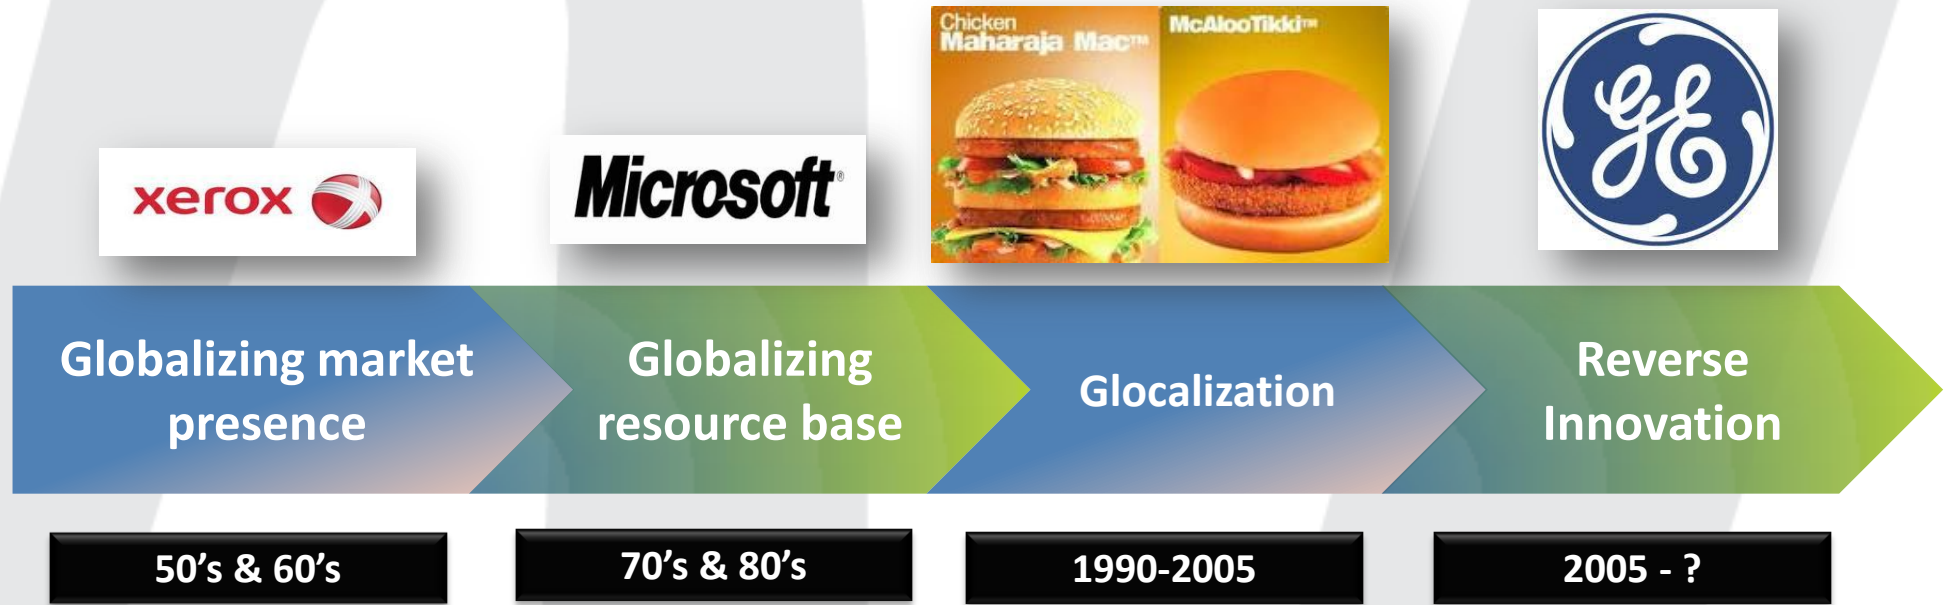 Chicken
Maharaja Mac™
McAlooTikki™
xerox
Microsoft®
GE
Globalizing market
presence
Globalizing
resource base
Glocalization
Reverse
Innovation
50’s & 60’s
70’s & 80’s
1990-2005
2005 - ?